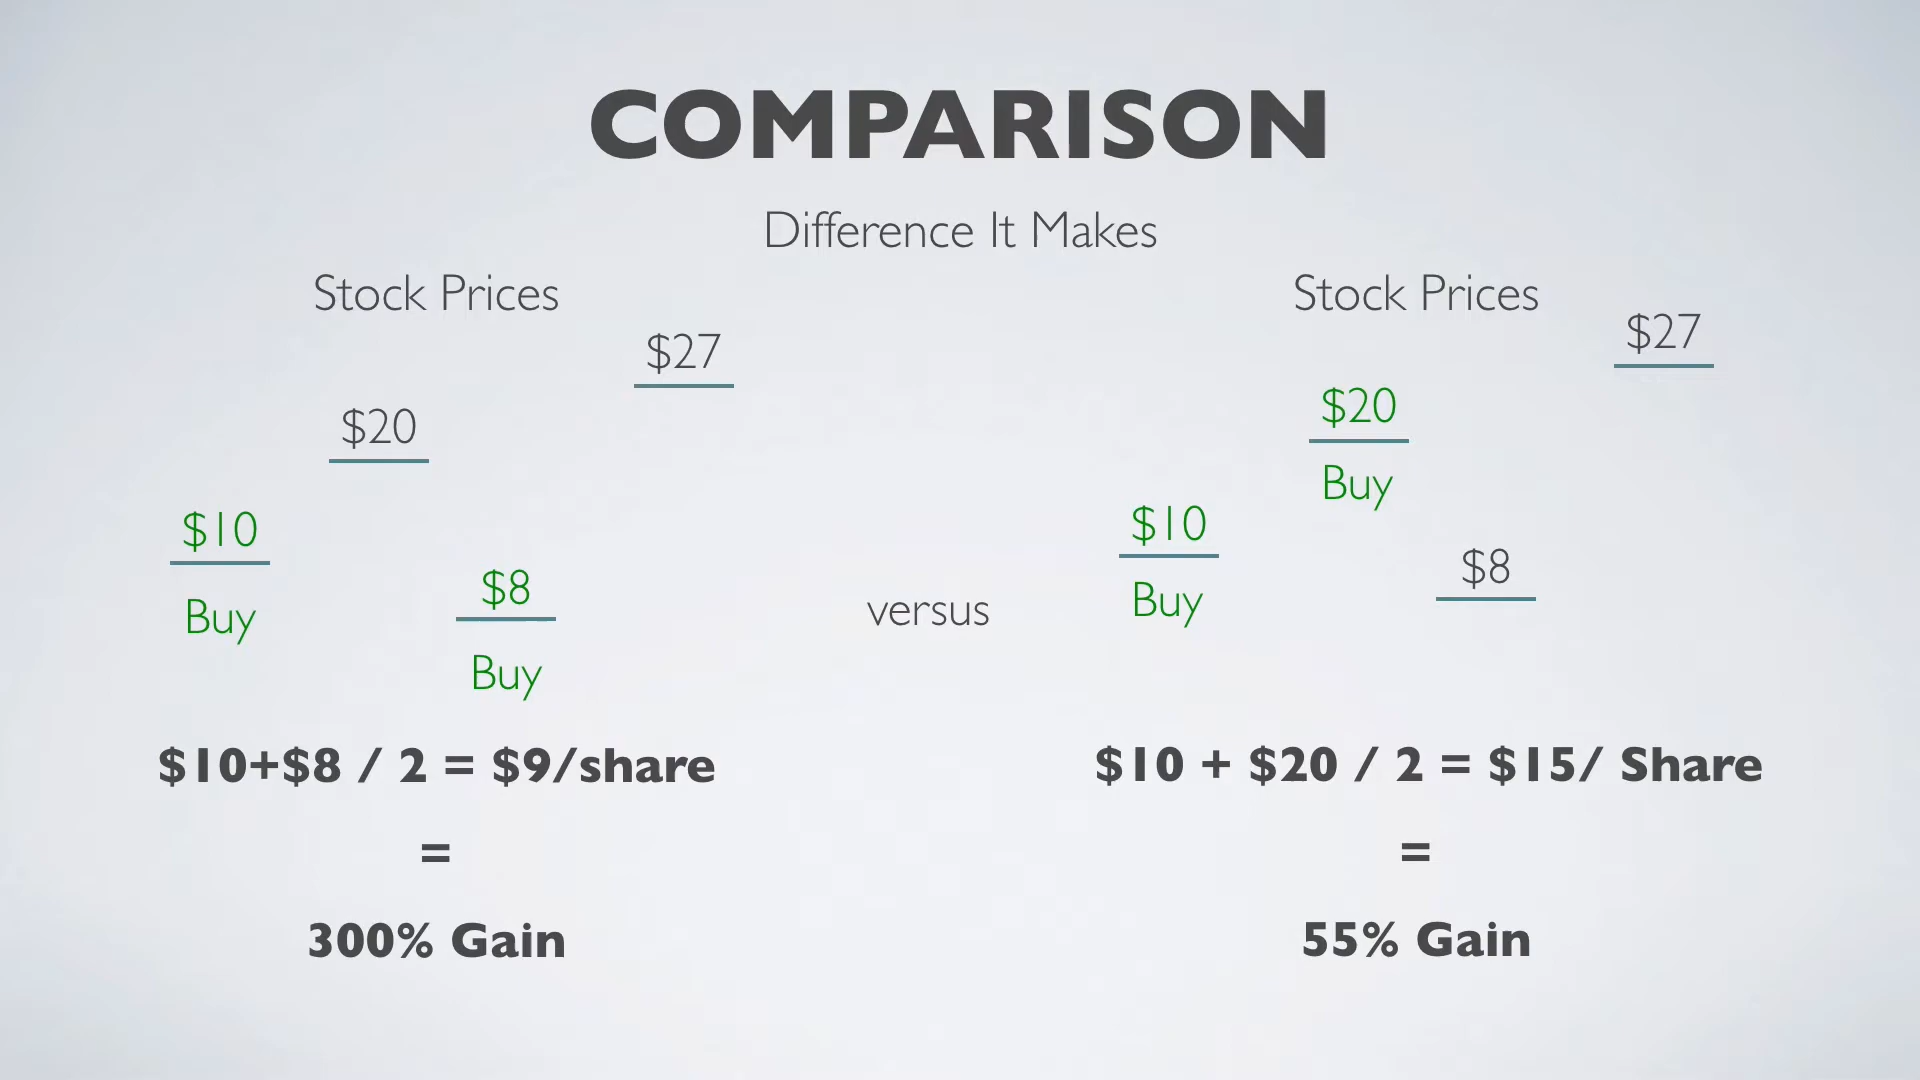 COMPARISON
Difference It Makes
Stock Prices
$27
$20
$10
Buy
$8
Buy
$10+$8 / 2 = $9/share
=
300% Gain
versus
Stock Prices
$27
$20
Buy
$10
Buy
$8
$10 + $20 / 2 = $15/ Share
=
55% Gain